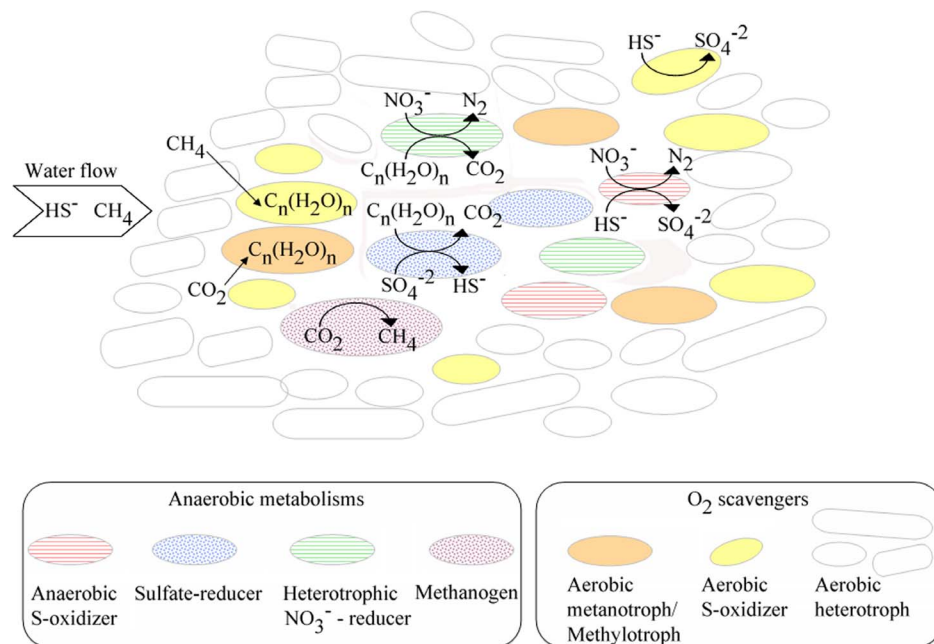 HS⁻ SO₄⁻²
NO₃⁻ N₂
CH₄
Cₙ(H₂O)ₙ CO₂
NO₃⁻ N₂
Water flow
HS⁻ CH₄
Cₙ(H₂O)ₙ
Cₙ(H₂O)ₙ CO₂
HS⁻ SO₄⁻²
Cₙ(H₂O)ₙ
CO₂
SO₄⁻² HS⁻
CO₂ CH₄
Anaerobic metabolisms
Anaerobic
S-oxidizer
Sulfate-reducer
Heterotrophic
NO₃⁻ - reducer
Methanogen
O₂ scavengers
Aerobic
metanotroph/
Methylotroph
Aerobic
S-oxidizer
Aerobic
heterotroph